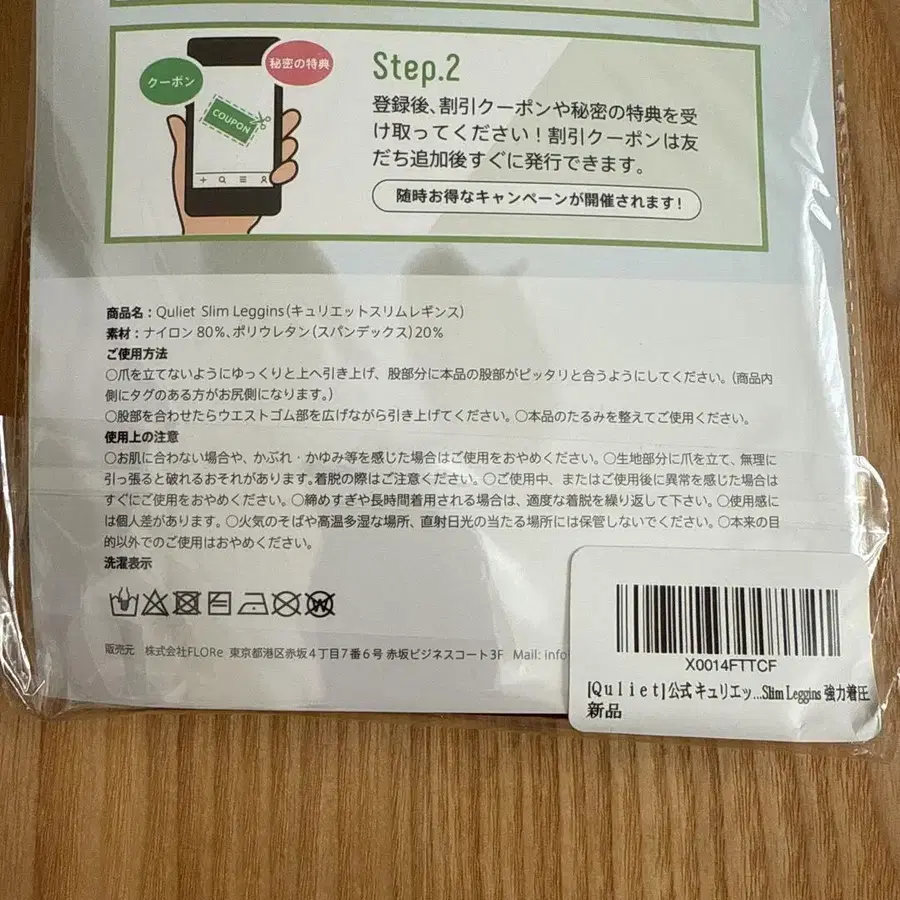 クーポン
秘密の特典
COUPON
Step.2
登録後、割引クーポンや秘密の特典を受
け取ってください！割引クーポンは友
だち追加後すぐに発行できます。
随時お得なキャンペーンが開催されます！
商品名：Quliet Slim Leggins(キュリエットスリムレギンス)
素材：ナイロン80%、ポリウレタン(スパンデックス)20%
ご使用方法
○爪を立てないようにゆっくりと上へ引き上げ、股部分に本品の股部がピッタリと合うようにしてください。(商品内
側にタグのある方がお尻側になります。)
○股部を合わせたらウエストゴム部を広げながら引き上げてください。○本品のたるみを整えてご使用ください。
使用上の注意
○お肌に合わない場合や、かぶれ・かゆみ等を感じた場合はご使用をおやめください。○生地部分に爪を立て、無理に
引っ張ると破れるおそれがあります。着脱の際はご注意ください。○ご使用中、またはご使用後に異常を感じた場合は
すぐにご使用をおやめください。○締めすぎや長時間着用される場合は、適度な着脱を繰り返して下さい。○使用感に
は個人差があります。○火気のそばや高温多湿な場所、直射日光の当たる場所には保管しないでください。○本来の目
的以外でのご使用はおやめください。
洗濯表示
販売元 株式会社FLORe 東京都港区赤坂4丁目7番6号 赤坂ビジネスコート3F Mail: info
X0014FTTCF
[Quliet]公式 キュリエッ...Slim Leggins 強力着圧
新品